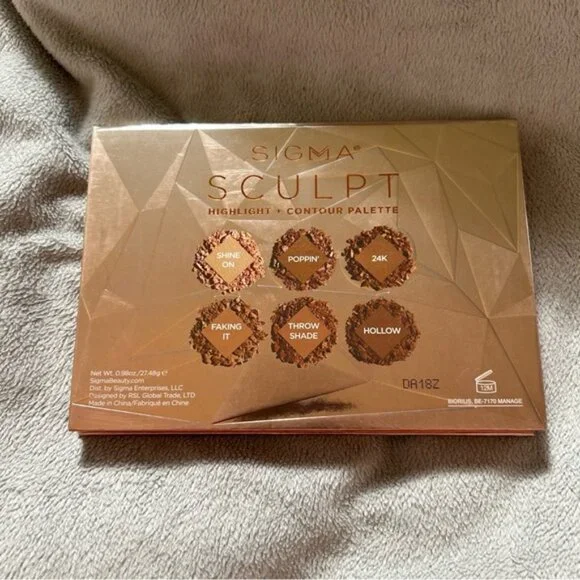 SIGMA®
SCULPT
HIGHLIGHT + CONTOUR PALETTE
SHINE ON
POPPIN'
24K
FAKING IT
THROW SHADE
HOLLOW
Net Wt. 0.98oz./27.48g e
SigmaBeauty.com
Dist. by Sigma Enterprises, LLC
Designed by RSI, Global Trade, LTD.
Made in China/Fabriqué en Chine
DA18Z
12M
BIORIUS, BE-7170 MANAGE